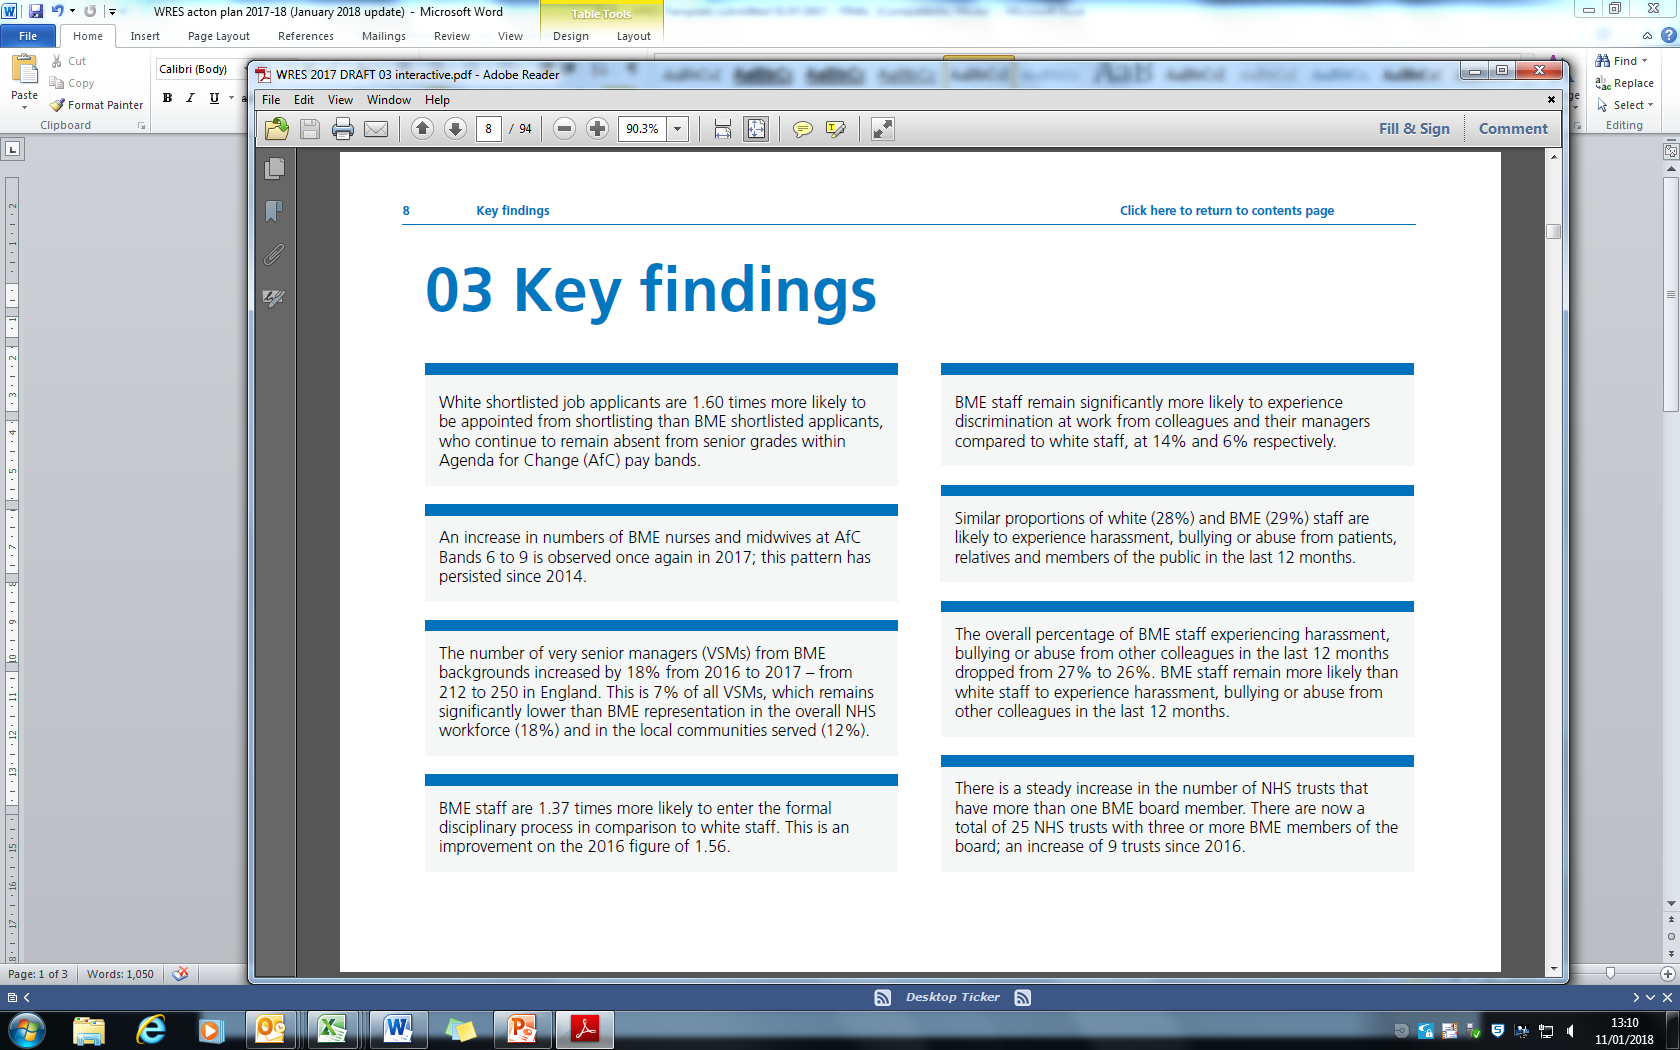 WRES acton plan 2017-18 (January 2018 update) - Microsoft Word
Table Tools
File
Home
Insert
Page Layout
References
Mailings
Review
View
Design
Layout
Paste
Cut
Copy
Format Painter
Clipboard
Calibri (Body)
B I U
Find
Replace
Select
Editing
WRES 2017 DRAFT 03 interactive.pdf - Adobe Reader
File Edit View Window Help
8 / 94
90.3%
Fill & Sign
Comment
8 Key findings Click here to return to contents page
03 Key findings
White shortlisted job applicants are 1.60 times more likely to
be appointed from shortlisting than BME shortlisted applicants,
who continue to remain absent from senior grades within
Agenda for Change (AfC) pay bands.
An increase in numbers of BME nurses and midwives at AfC
Bands 6 to 9 is observed once again in 2017; this pattern has
persisted since 2014.
The number of very senior managers (VSMs) from BME
backgrounds increased by 18% from 2016 to 2017 – from
212 to 250 in England. This is 7% of all VSMs, which remains
significantly lower than BME representation in the overall NHS
workforce (18%) and in the local communities served (12%).
BME staff are 1.37 times more likely to enter the formal
disciplinary process in comparison to white staff. This is an
improvement on the 2016 figure of 1.56.
BME staff remain significantly more likely to experience
discrimination at work from colleagues and their managers
compared to white staff, at 14% and 6% respectively.
Similar proportions of white (28%) and BME (29%) staff are
likely to experience harassment, bullying or abuse from patients,
relatives and members of the public in the last 12 months.
The overall percentage of BME staff experiencing harassment,
bullying or abuse from other colleagues in the last 12 months
dropped from 27% to 26%. BME staff remain more likely than
white staff to experience harassment, bullying or abuse from
other colleagues in the last 12 months.
There is a steady increase in the number of NHS trusts that
have more than one BME board member. There are now a
total of 25 NHS trusts with three or more BME members of the
board; an increase of 9 trusts since 2016.
Page: 1 of 3
Words: 1,050
Desktop Ticker
13:10
11/01/2018